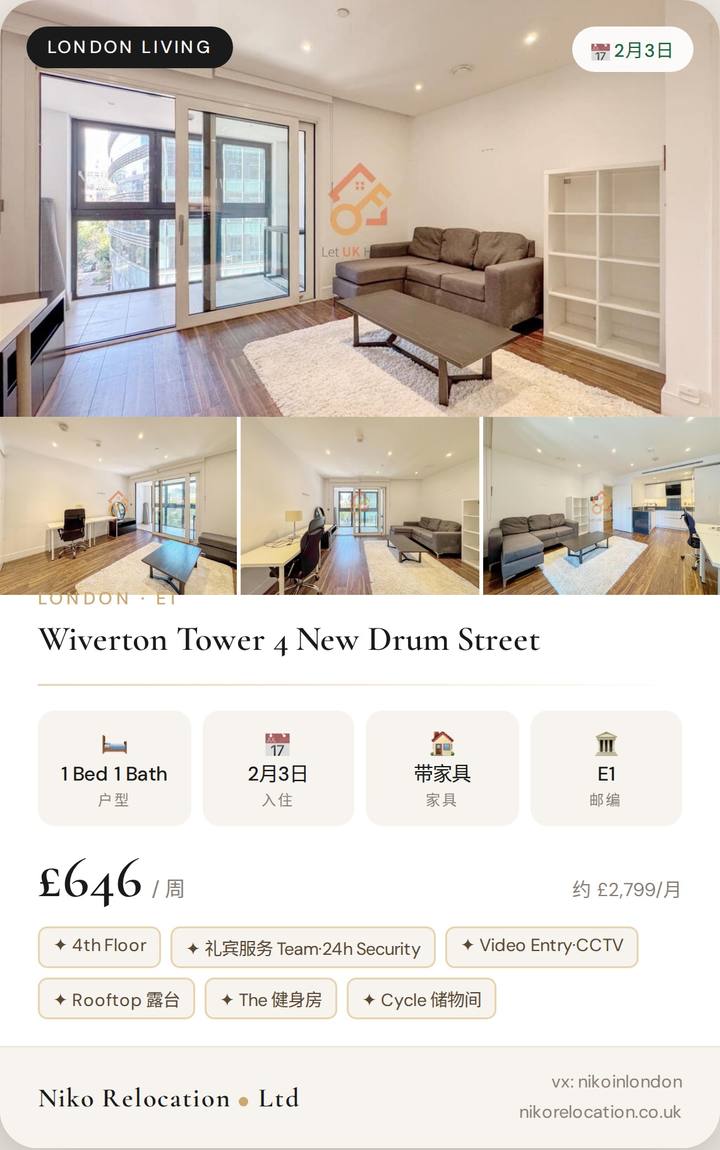 LONDON LIVING
📅 2月3日
Let UK H
LONDON · E1
Wiverton Tower 4 New Drum Street
1 Bed 1 Bath
户型
2月3日
入住
带家具
家具
E1
邮编
£646 / 周
约 £2,799/月
✦ 4th Floor
✦ 礼宾服务 Team·24h Security
✦ Video Entry·CCTV
✦ Rooftop 露台
✦ The 健身房
✦ Cycle 储物间
Niko Relocation • Ltd
vx: nikoinlondon
nikorelocation.co.uk